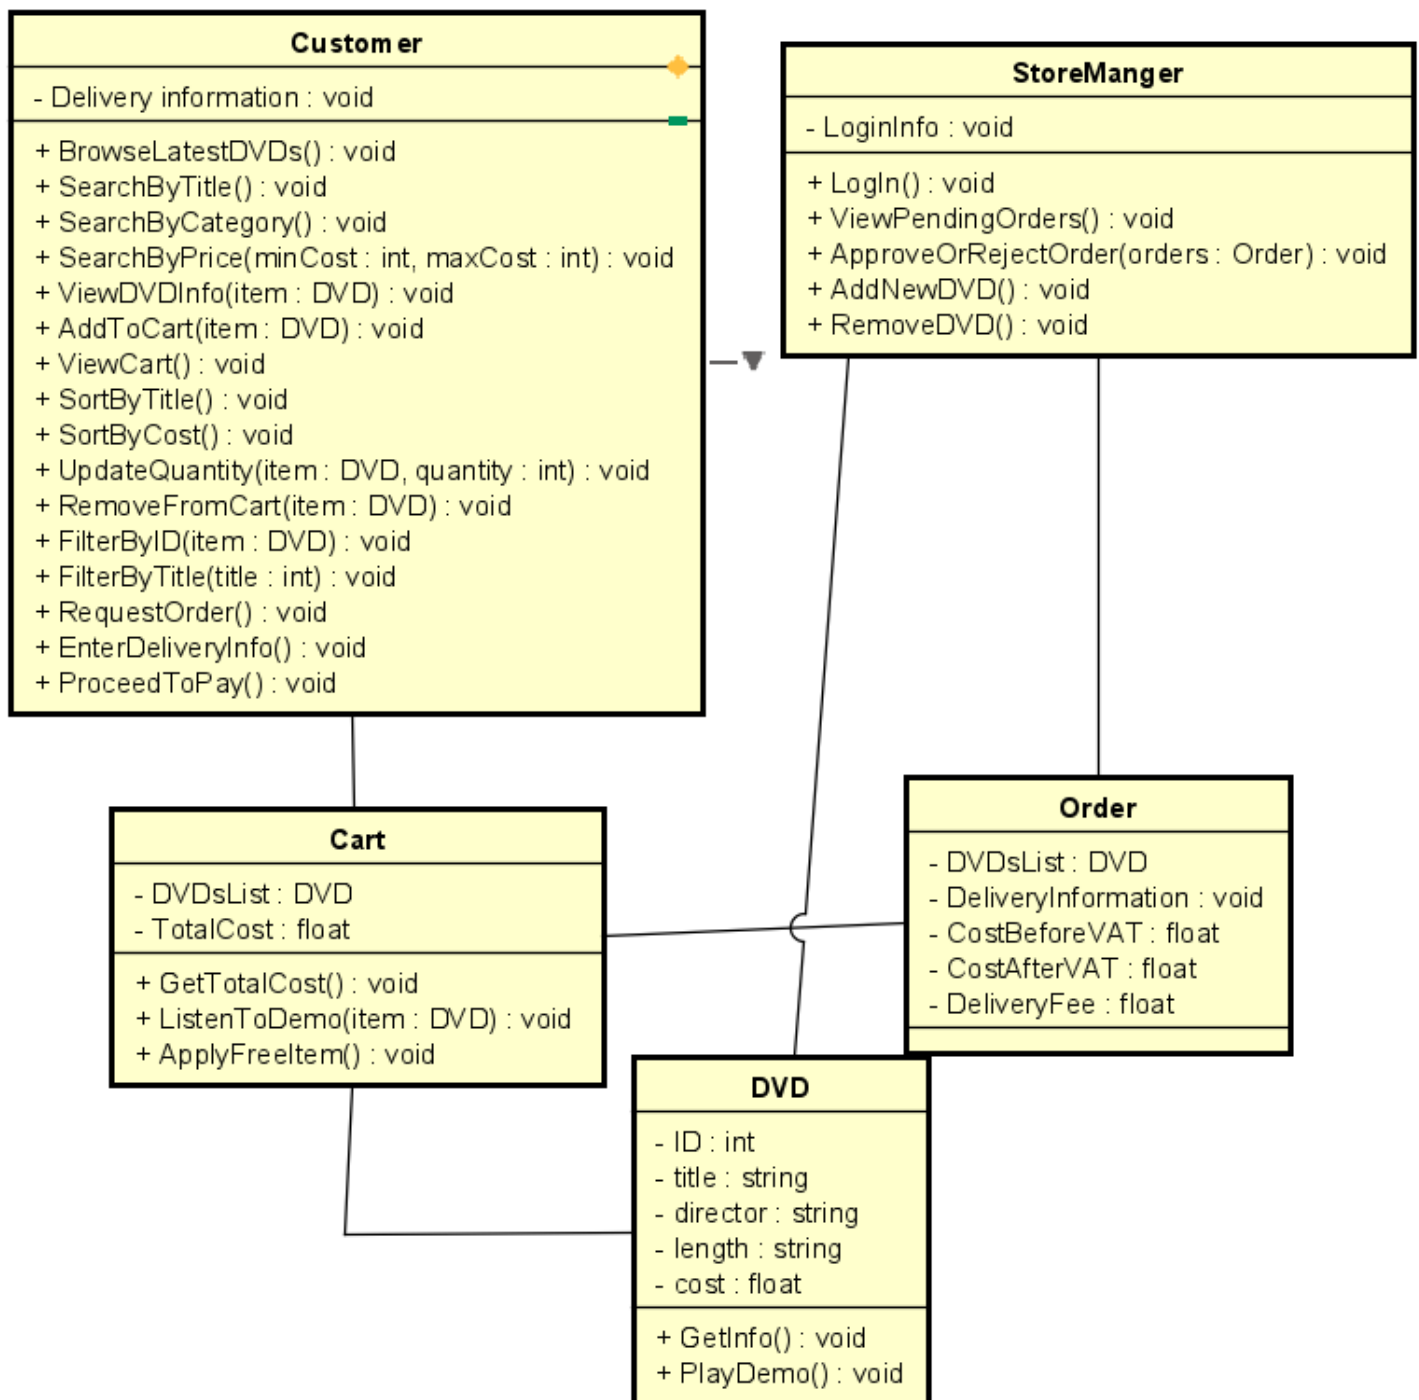 Customer
- Delivery information : void
+ BrowseLatestDVDs() : void
+ SearchByTitle() : void
+ SearchByCategory() : void
+ SearchByPrice(minCost : int, maxCost : int) : void
+ ViewDVDInfo(item : DVD) : void
+ AddToCart(item : DVD) : void
+ ViewCart() : void
+ SortByTitle() : void
+ SortByCost() : void
+ UpdateQuantity(item : DVD, quantity : int) : void
+ RemoveFromCart(item : DVD) : void
+ FilterByID(item : DVD) : void
+ FilterByTitle(title : int) : void
+ RequestOrder() : void
+ EnterDeliveryInfo() : void
+ ProceedToPay() : void
StoreManger
- LoginInfo : void
+ LogIn() : void
+ ViewPendingOrders() : void
+ ApproveOrRejectOrder(orders : Order) : void
+ AddNewDVD() : void
+ RemoveDVD() : void
Cart
- DVDsList : DVD
- TotalCost : float
+ GetTotalCost() : void
+ ListenToDemo(item : DVD) : void
+ ApplyFreeItem() : void
Order
- DVDsList : DVD
- DeliveryInformation : void
- CostBeforeVAT : float
- CostAfterVAT : float
- DeliveryFee : float
DVD
- ID : int
- title : string
- director : string
- length : string
- cost : float
+ GetInfo() : void
+ PlayDemo() : void